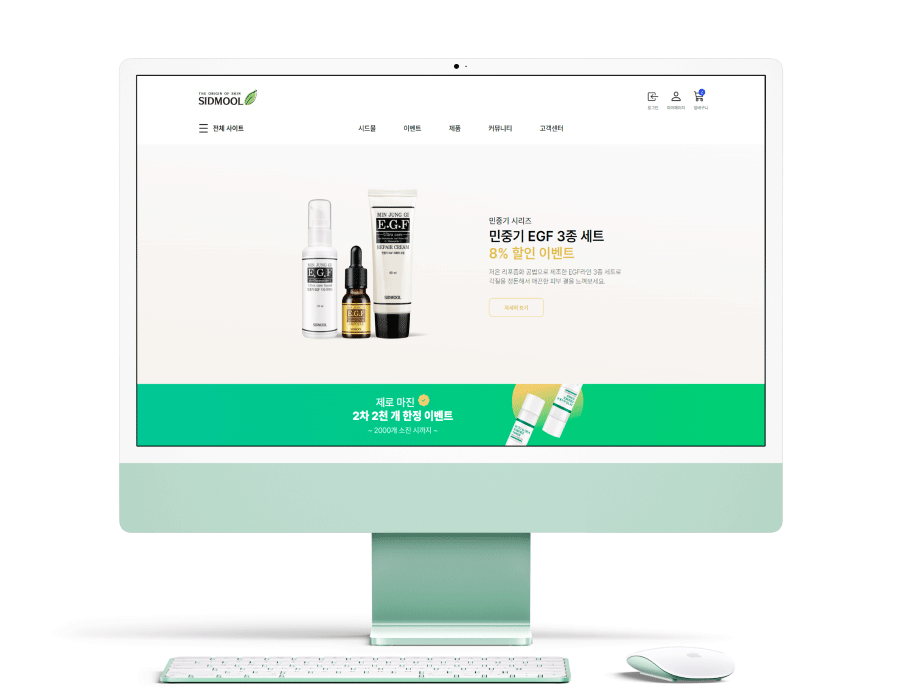 THE ORIGIN OF SKIN
SIDMOOL
로그인
마이페이지
장바구니
2
전체 사이트
시드물
이벤트
제품
커뮤니티
고객센터
MIN JUNG GI
E.G.F
SIDMOOL
E.G.F
MIN JUNG GI
E.G.F
Ultra care
REPAIR CREAM
SIDMOOL
민중기 시리즈
민중기 EGF 3종 세트
8% 할인 이벤트
저온 리포좀화 공법으로 제조한 EGF라인 3종 세트로
각질을 정돈해서 매끈한 피부 결을 느껴보세요.
자세히 보기
제로 마진
2차 2천 개 한정 이벤트
~ 2000개 소진 시까지 ~